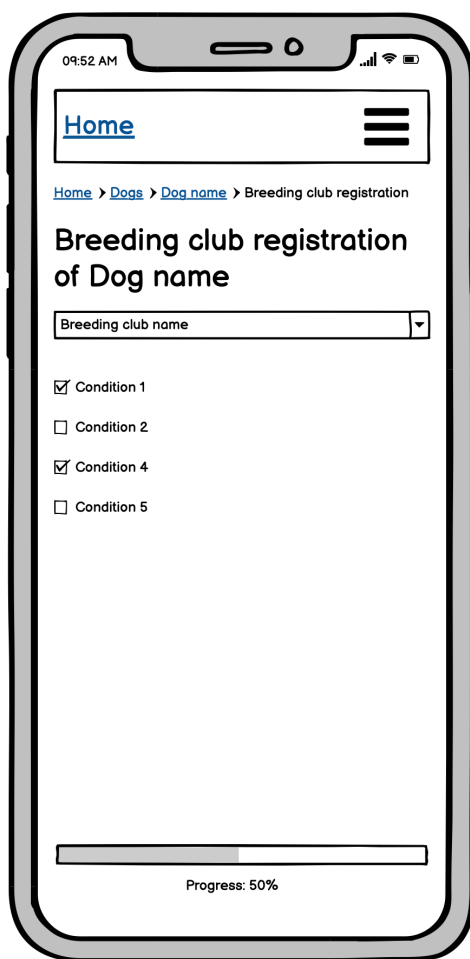 09:52 AM
Home
Home > Dogs > Dog name > Breeding club registration
Breeding club registration
of Dog name
Breeding club name
Condition 1
Condition 2
Condition 4
Condition 5
Progress: 50%